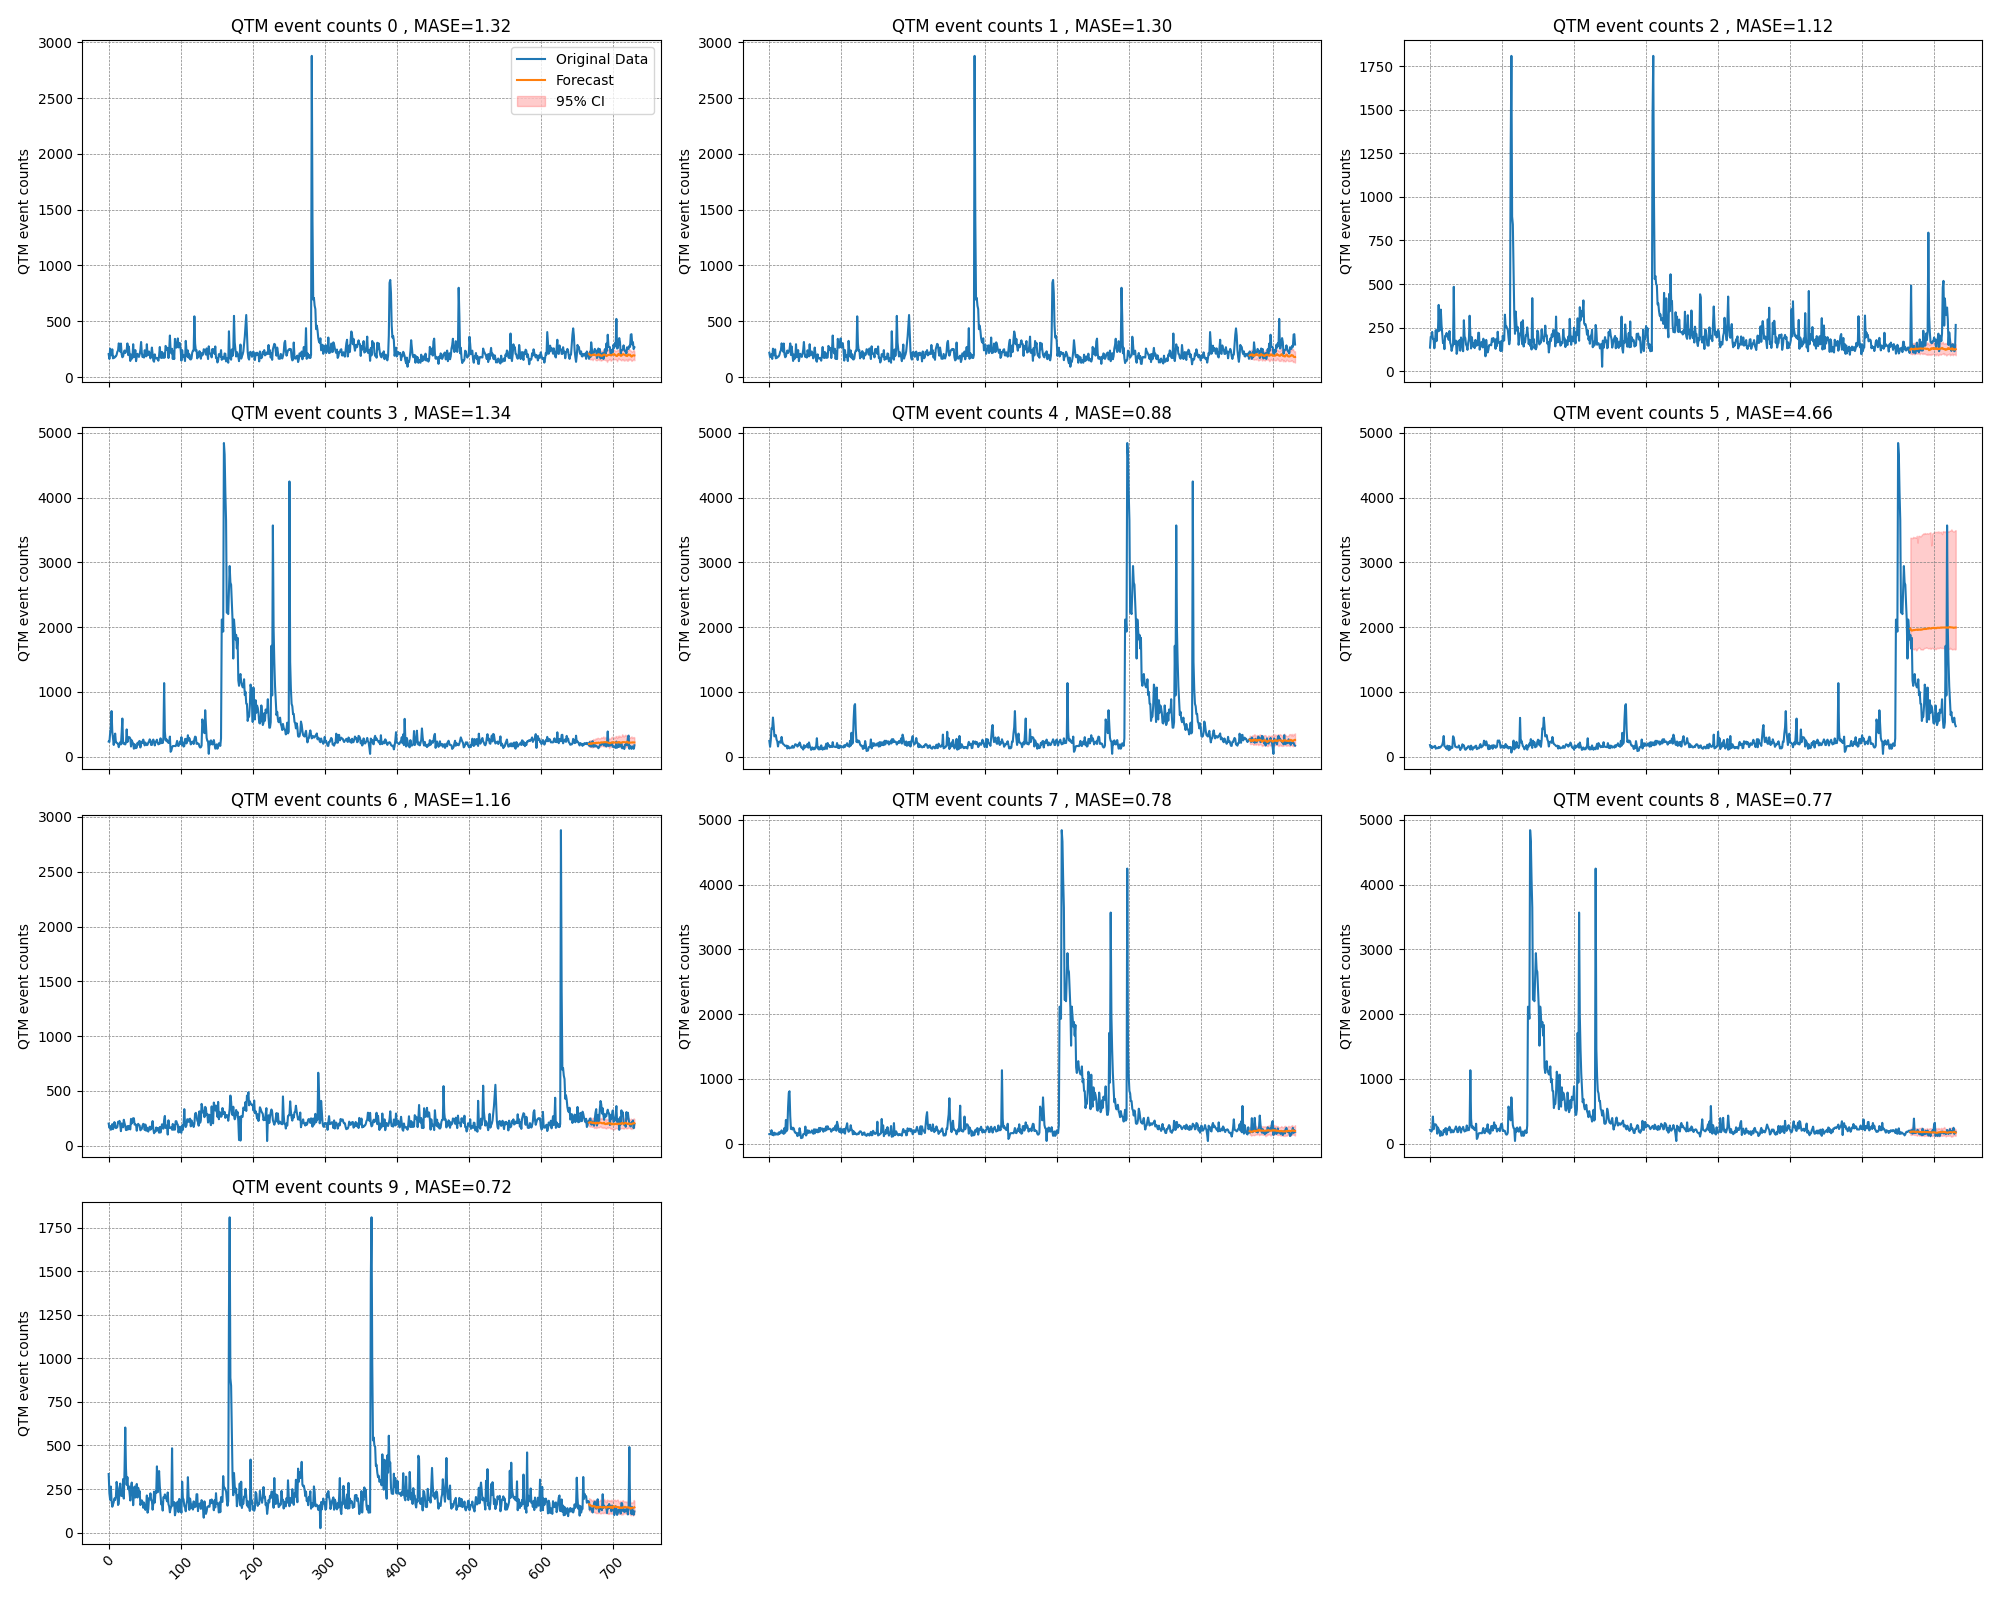 QTM event counts 0 , MASE=1.32
QTM event counts 1 , MASE=1.30
QTM event counts 2 , MASE=1.12
Original Data
Forecast
95% CI
QTM event counts
3000
2500
2000
1500
1000
500
0
QTM event counts
3000
2500
2000
1500
1000
500
0
QTM event counts
1750
1500
1250
1000
750
500
250
0
QTM event counts 3 , MASE=1.34
QTM event counts 4 , MASE=0.88
QTM event counts 5 , MASE=4.66
QTM event counts
5000
4000
3000
2000
1000
0
QTM event counts
5000
4000
3000
2000
1000
0
QTM event counts
5000
4000
3000
2000
1000
0
QTM event counts 6 , MASE=1.16
QTM event counts 7 , MASE=0.78
QTM event counts 8 , MASE=0.77
QTM event counts
3000
2500
2000
1500
1000
500
0
QTM event counts
5000
4000
3000
2000
1000
0
QTM event counts
5000
4000
3000
2000
1000
0
QTM event counts 9 , MASE=0.72
QTM event counts
1750
1500
1250
1000
750
500
250
0
0 100 200 300 400 500 600 700